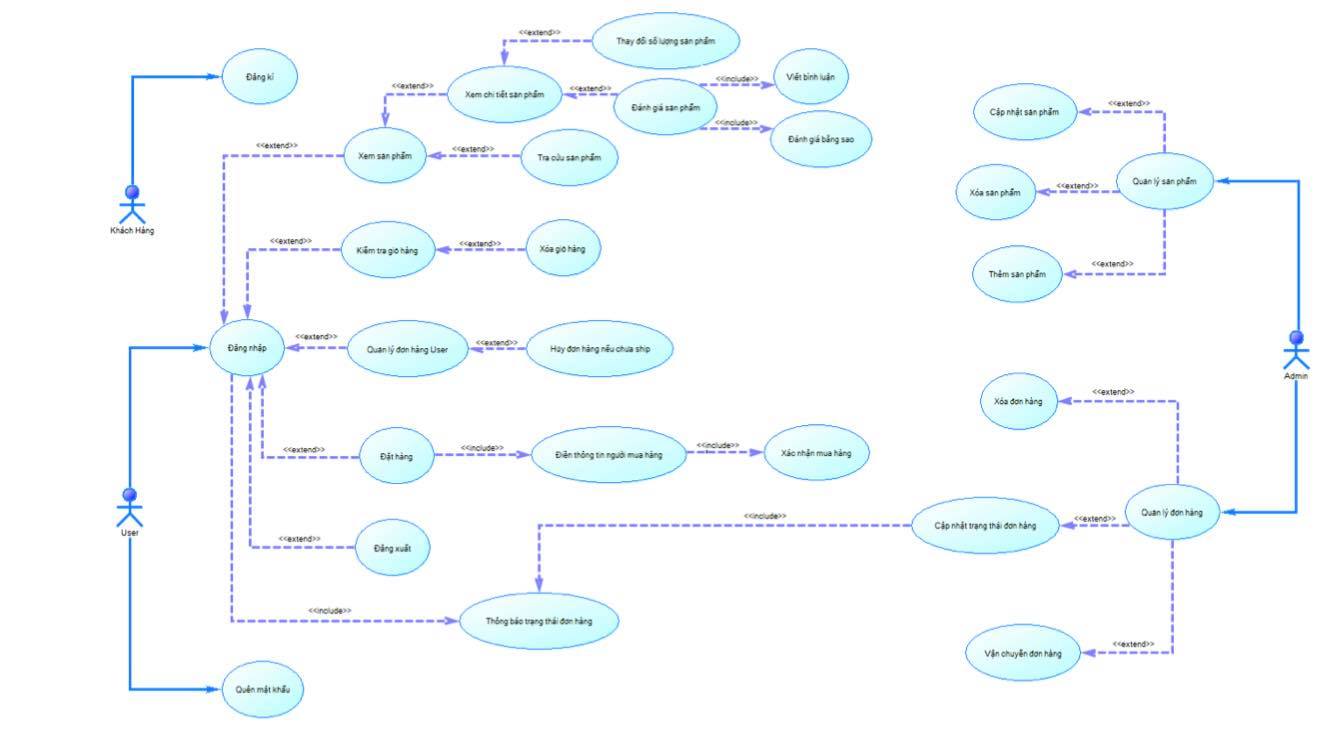 <<extend>>
Thay đổi số lượng sản phẩm
Đăng kí
<<extend>>
Xem chi tiết sản phẩm
<<extend>>
Đánh giá sản phẩm
<<include>>
Viết bình luận
<<include>>
Đánh giá bằng sao
<<extend>>
Xem sản phẩm
<<extend>>
Tra cứu sản phẩm
Cập nhật sản phẩm
<<extend>>
Xóa sản phẩm
<<extend>>
Quản lý sản phẩm
Khách Hàng
<<extend>>
Kiểm tra giỏ hàng
<<extend>>
Xóa giỏ hàng
Thêm sản phẩm
<<extend>>
Đăng nhập
<<extend>>
Quản lý đơn hàng User
<<extend>>
Hủy đơn hàng nếu chưa ship
Admin
Xóa đơn hàng
<<extend>>
<<extend>>
Đặt hàng
<<include>>
Điền thông tin người mua hàng
<<include>>
Xác nhận mua hàng
User
<<include>>
Cập nhật trạng thái đơn hàng
<<extend>>
Quản lý đơn hàng
<<extend>>
Đăng xuất
<<include>>
Thông báo trạng thái đơn hàng
Vận chuyển đơn hàng
<<extend>>
Quên mật khẩu